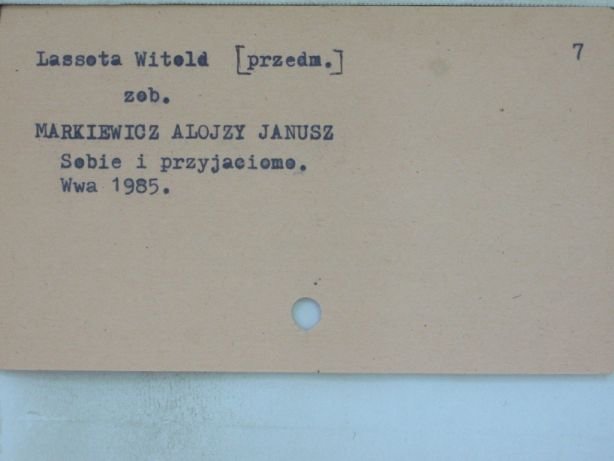 Lassota Witold [przedm.] 7
zob.
MARKIEWICZ ALOJZY JANUSZ
Sobie i przyjaciomo.
Wwa 1985.